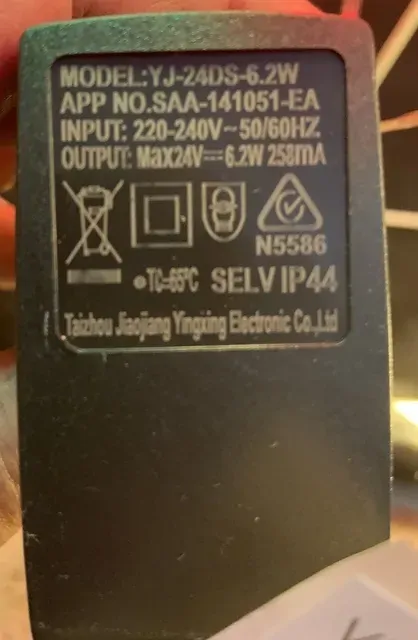 MODEL:YJ-24DS-6.2W
APP NO.SAA-141051-EA
INPUT: 220-240V~50/60HZ.
OUTPUT: Max24V⎓6.2W 258mA
N5586
TC=65°C SELV IP44
Taizhou Jiaojiang Yingxing Electronic Co.,Ltd